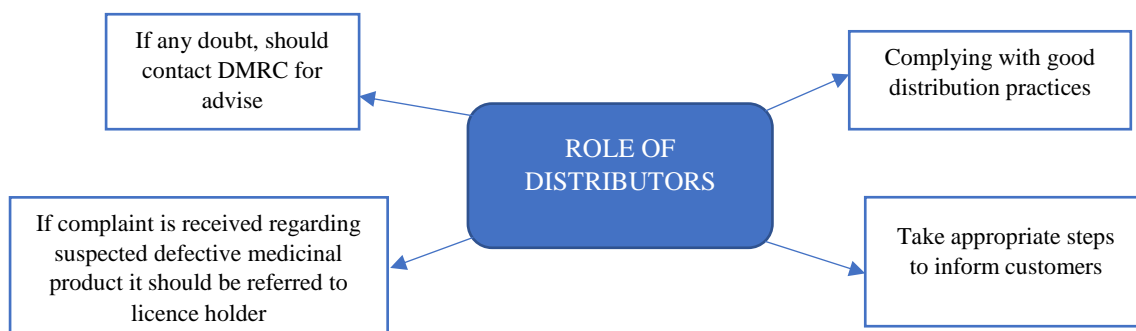 If any doubt, should
contact DMRC for
advise
Complying with good
distribution practices
ROLE OF
DISTRIBUTORS
If complaint is received regarding
suspected defective medicinal
product it should be referred to
licence holder
Take appropriate steps
to inform customers